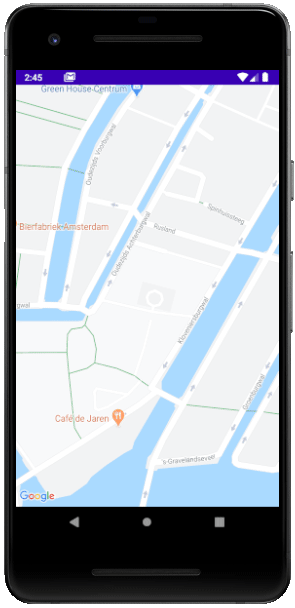 2:45
Green House-Centrum
Oudezijds Voorburgwal
Spinhuissteeg
Bierfabriek Amsterdam
Rusland
Oudezijds Achterburgwal
gwal
Kloveniersburgwal
Groenburgwal
Café de Jaren
's-Gravelandseveer
Google